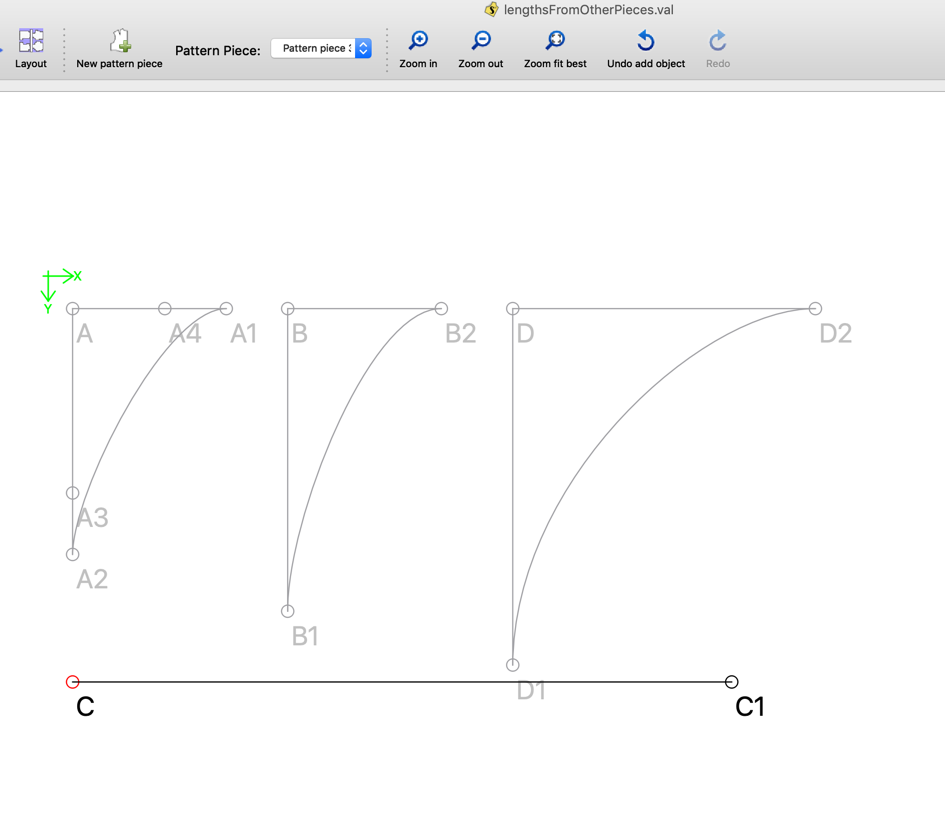 lengthsFromOtherPieces.val
Layout
New pattern piece
Pattern Piece:
Pattern piece
Zoom in
Zoom out
Zoom fit best
Undo add object
Redo
X
Y
A
A4
A1
B
B2
D
D2
A3
A2
B1
D1
C
C1